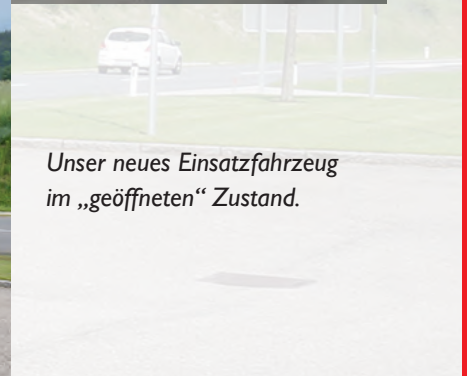 Unser neues Einsatzfahrzeug
im „geöffneten“ Zustand.